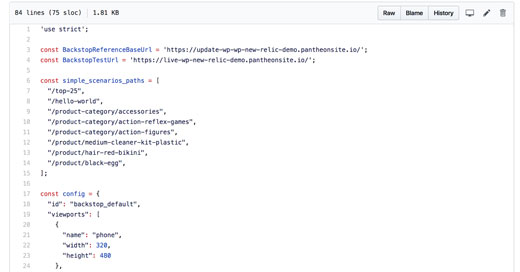 84 lines (75 sloc) 1.81 KB Raw Blame History
1 'use strict';
2
3 const BackstopReferenceBaseUrl = 'https://update-wp-wp-new-relic-demo.pantheonsite.io/';
4 const BackstopTestUrl = 'https://live-wp-new-relic-demo.pantheonsite.io/';
5
6 const simple_scenarios_paths = [
7 "/top-25",
8 "/hello-world",
9 "/product-category/accessories",
10 "/product-category/action-reflex-games",
11 "/product-category/action-figures",
12 "/product/medium-cleaner-kit-plastic",
13 "/product/hair-red-bikini",
14 "/product/black-egg",
15 ];
16
17 const config = {
18 "id": "backstop_default",
19 "viewports": [
20 {
21 "name": "phone",
22 "width": 320,
23 "height": 480
24 },